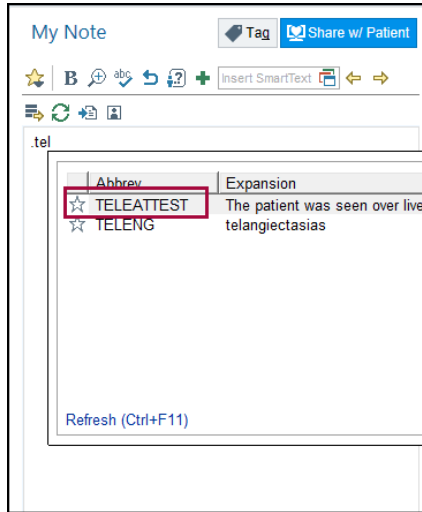 My Note Tag Share w/ Patient
B abc Insert SmartText
.tel
Abbrev Expansion
TELEATTEST The patient was seen over live
TELENG telangiectasias
Refresh (Ctrl+F11)